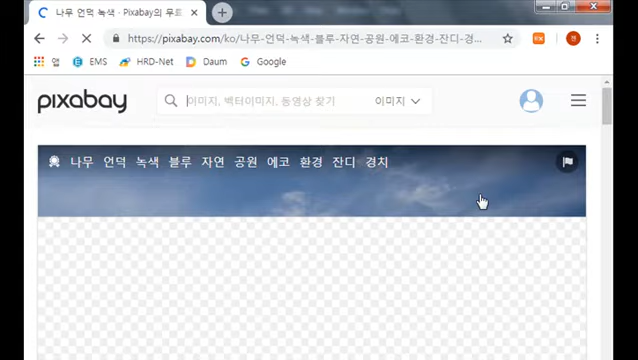 나무 언덕 녹색 · Pixabay의 무료
https://pixabay.com/ko/나무-언덕-녹색-블루-자연-공원-에코-환경-잔디-경...
앱 EMS HRD-Net Daum Google
pixabay 이미지, 벡터이미지, 동영상 찾기 이미지
나무 언덕 녹색 블루 자연 공원 에코 환경 잔디 경치